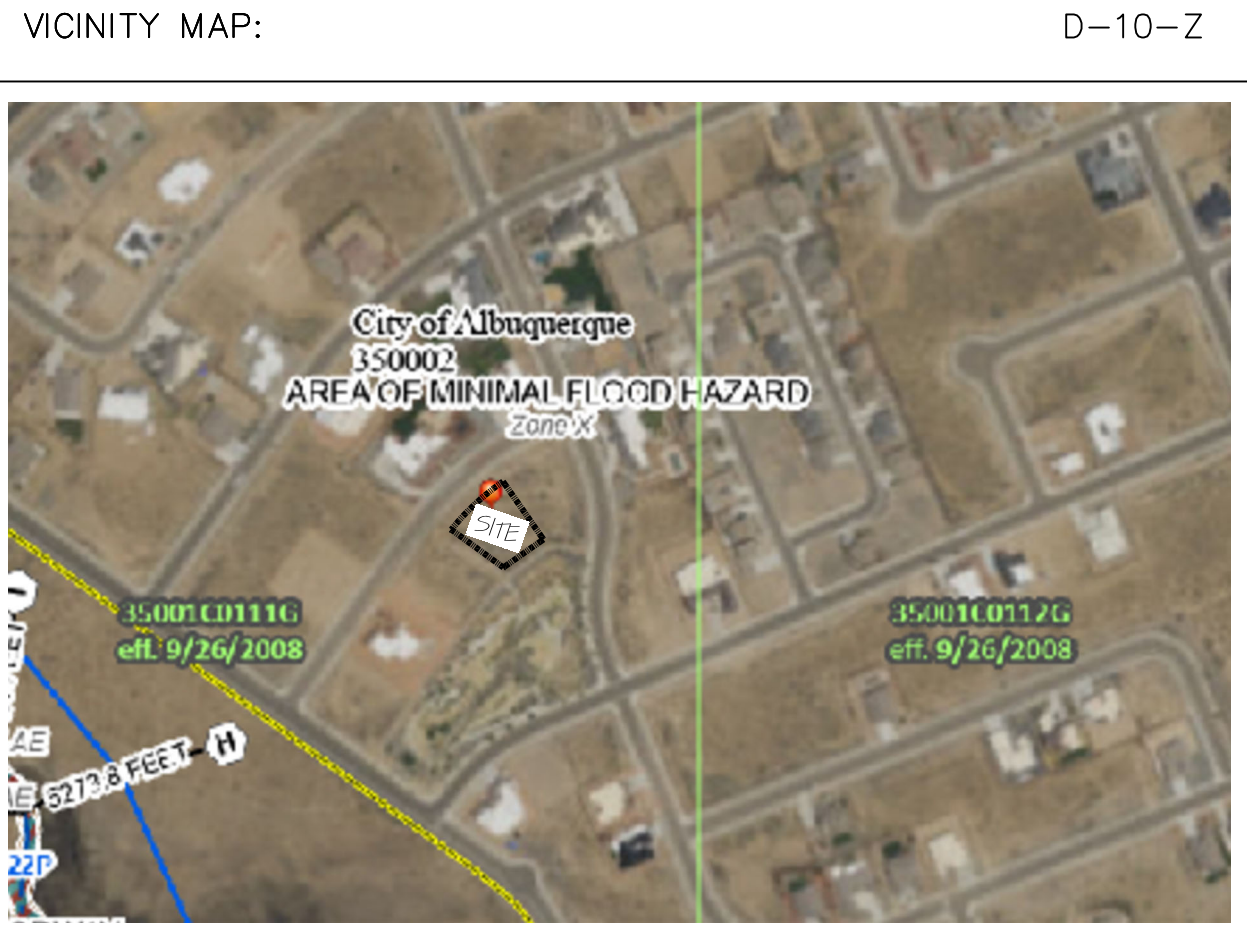 VICINITY MAP:
D-10-Z
City of Albuquerque
350002
AREA OF MINIMAL FLOOD HAZARD
Zone X
SITE
35001C0111G
eff. 9/26/2008
35001C0112G
eff. 9/26/2008
AE
H
5273.8 FEET
AE
22P